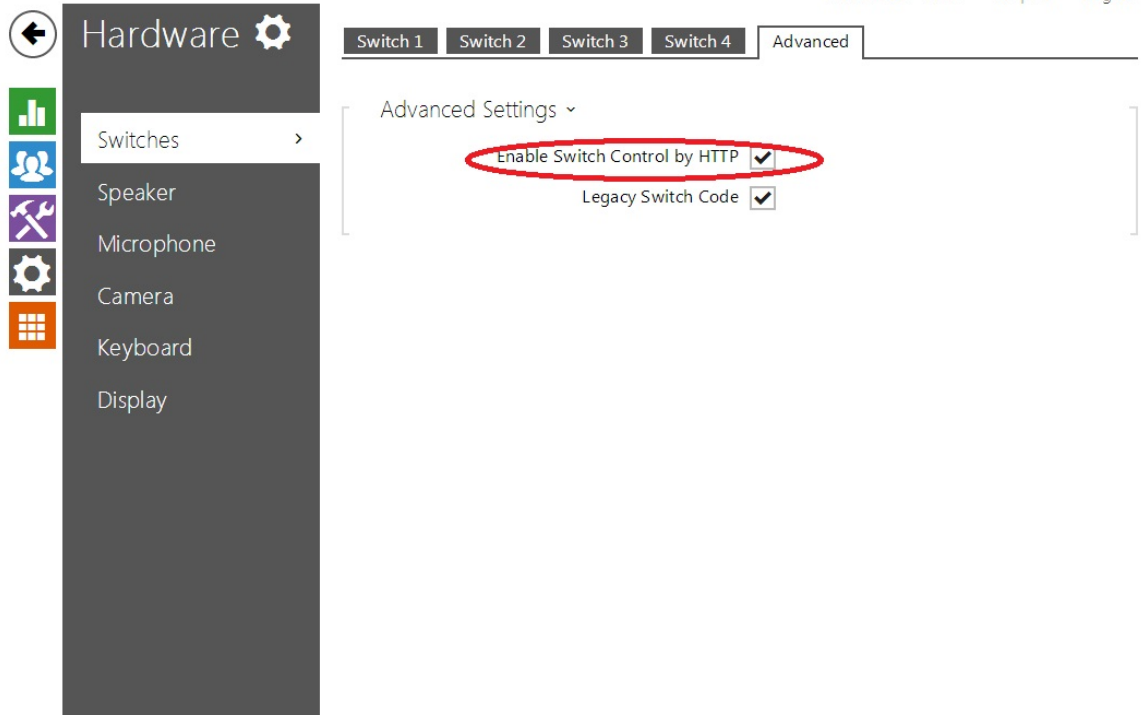 Hardware
Switch 1
Switch 2
Switch 3
Switch 4
Advanced
Switches
Speaker
Microphone
Camera
Keyboard
Display
Advanced Settings
Enable Switch Control by HTTP
Legacy Switch Code